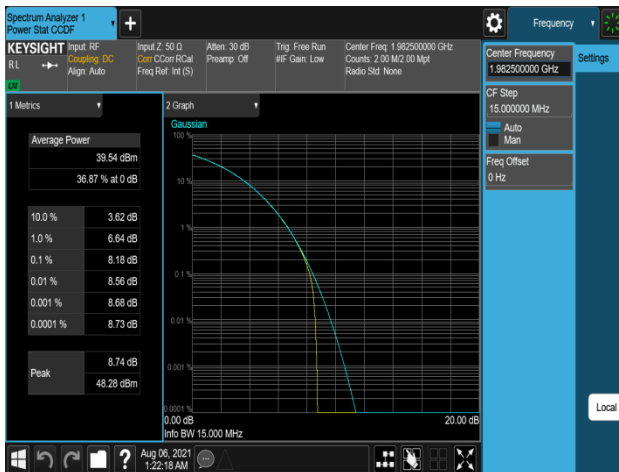 Spectrum Analyzer 1
Power Stat CCDF
Frequency
KEYSIGHT
RL
Input: RF
Coupling: DC
Align: Auto
Input Z: 50 Ω
Corr CCorr RCal
Freq Ref: Int (S)
Atten: 30 dB
Preamp: Off
Trig: Free Run
#IF Gain: Low
Center Freq: 1.982500000 GHz
Counts: 2.00 M/2.00 Mpt
Radio Std: None
Center Frequency
1.982500000 GHz
Settings
CF Step
15.000000 MHz
Auto
Man
Freq Offset
0 Hz
Local
1 Metrics
Average Power
39.54 dBm
36.87 % at 0 dB
10.0 % 3.62 dB
1.0 % 6.64 dB
0.1 % 8.18 dB
0.01 % 8.56 dB
0.001 % 8.68 dB
0.0001 % 8.73 dB
Peak
8.74 dB
48.28 dBm
2 Graph
Gaussian
100 %
10 %
1 %
0.1 %
0.01 %
0.001 %
0.0001 %
0.00 dB
20.00 dB
Info BW 15.000 MHz
?
Aug 06, 2021
1:22:18 AM